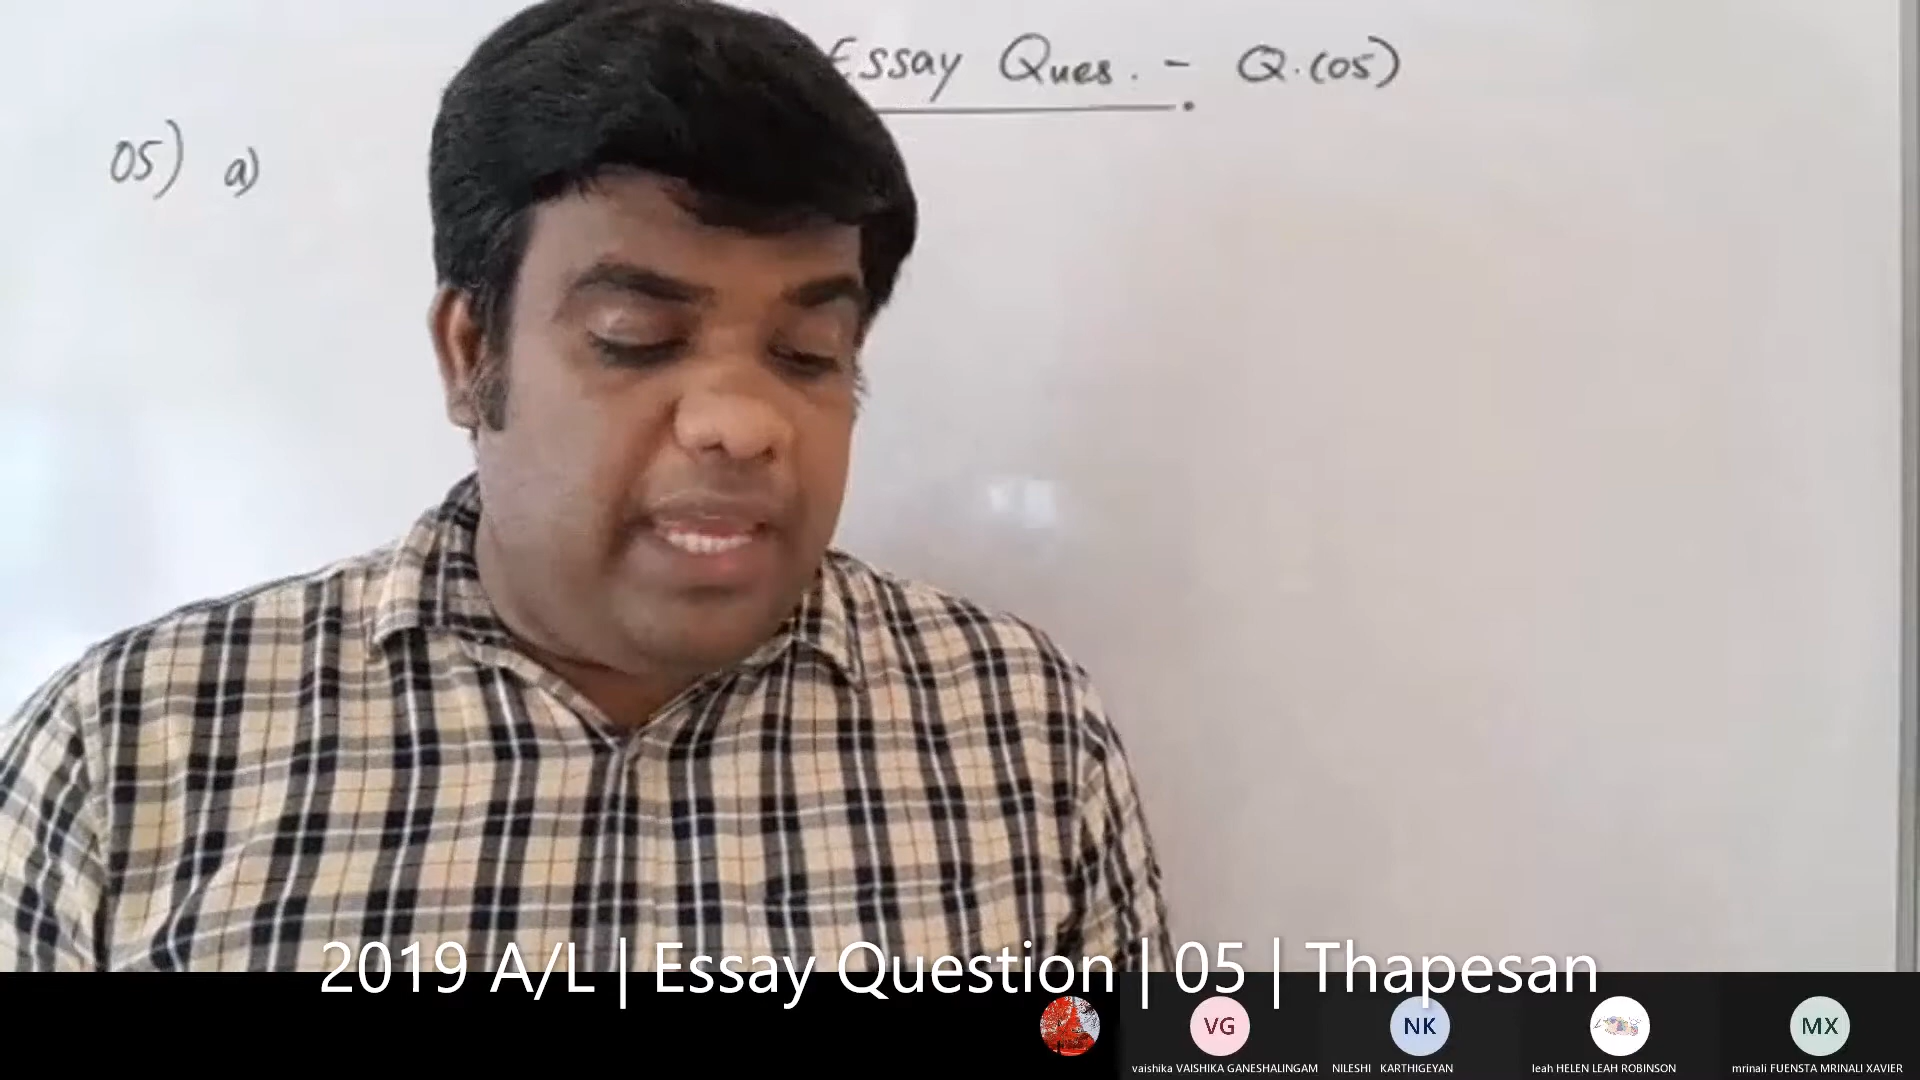 Essay Ques. - Q.(05)
05) a)
2019 A/L | Essay Question | 05 | Thapesan
VG
NK
MX
vaishika VAISHIKA GANESHALINGAM
NILESHI KARTHIGEYAN
leah HELEN LEAH ROBINSON
mrinali FUENSTA MRINALI XAVIER